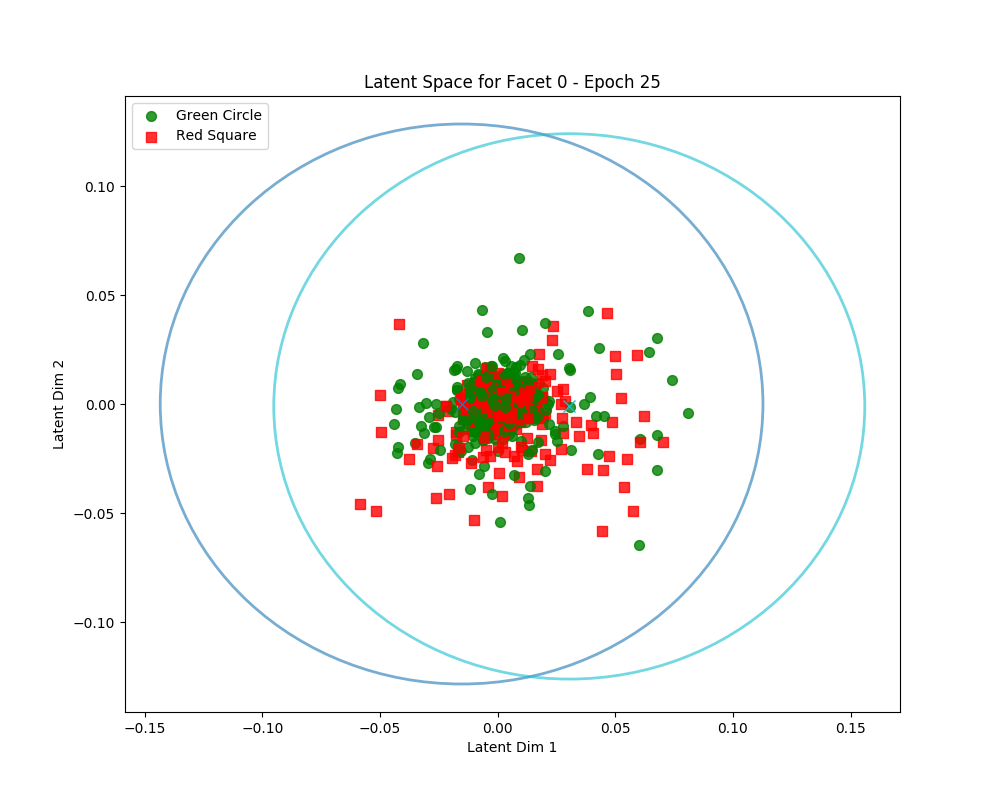 Latent Space for Facet 0 - Epoch 25
Green Circle
Red Square
0.10
0.05
0.00
−0.05
−0.10
Latent Dim 2
−0.15
−0.10
−0.05
0.00
0.05
0.10
0.15
Latent Dim 1